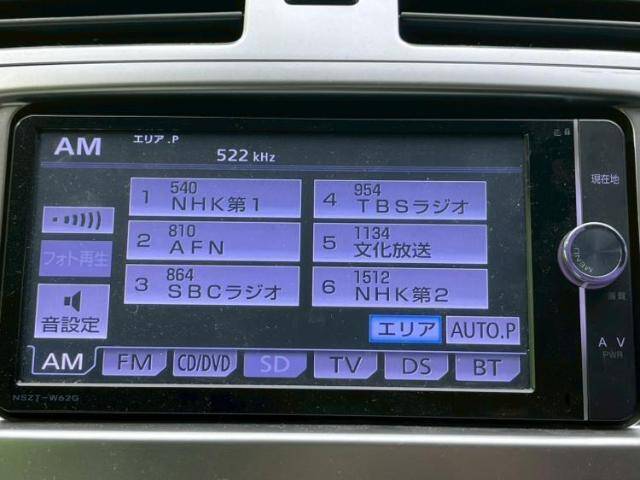 AM
エリア.P
522 kHz
1 540 NHK第1
4 954 TBSラジオ
2 810 AFN
5 1134 文化放送
3 864 SBCラジオ
6 1512 NHK第2
フォト再生
音設定
エリア
AUTO.P
AM
FM
CD/DVD
SD
TV
DS
BT
NSZT-W62G
現在地
MENU
画質
AV
PWR